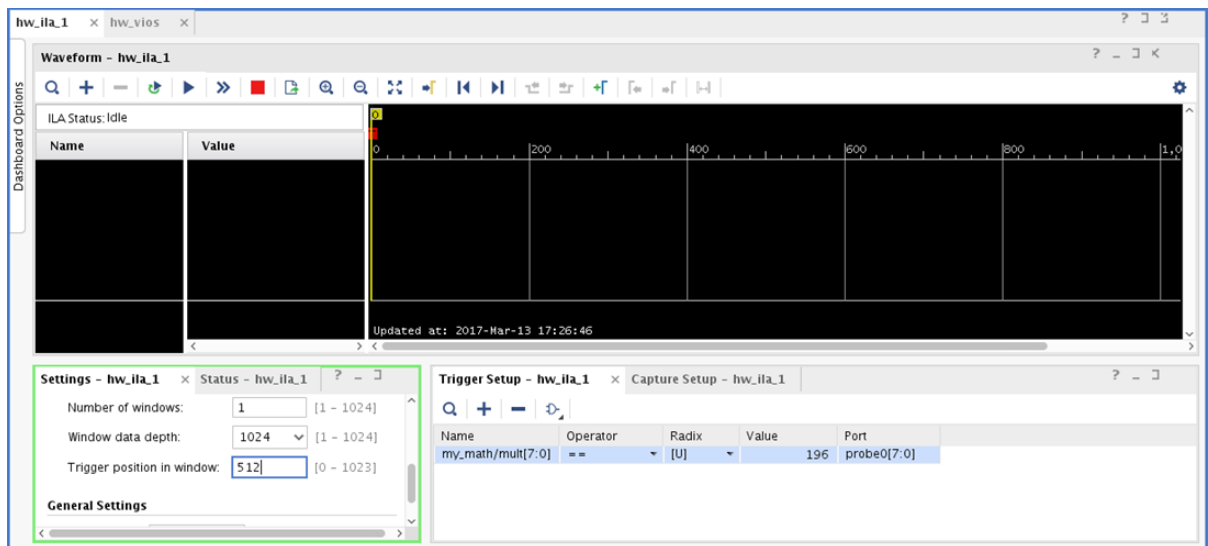 hw_ila_1 × hw_vios ×
Dashboard Options
Waveform - hw_ila_1
ILA Status: Idle
Name Value
0
0 200 400 600 800 1,0
Updated at: 2017-Mar-13 17:26:46
Settings - hw_ila_1 × Status - hw_ila_1
Number of windows: 1 [1 - 1024]
Window data depth: 1024 [1 - 1024]
Trigger position in window: 512 [0 - 1023]
General Settings
Trigger Setup - hw_ila_1 × Capture Setup - hw_ila_1
Name Operator Radix Value Port
my_math/mult[7:0] == [U] 196 probe0[7:0]